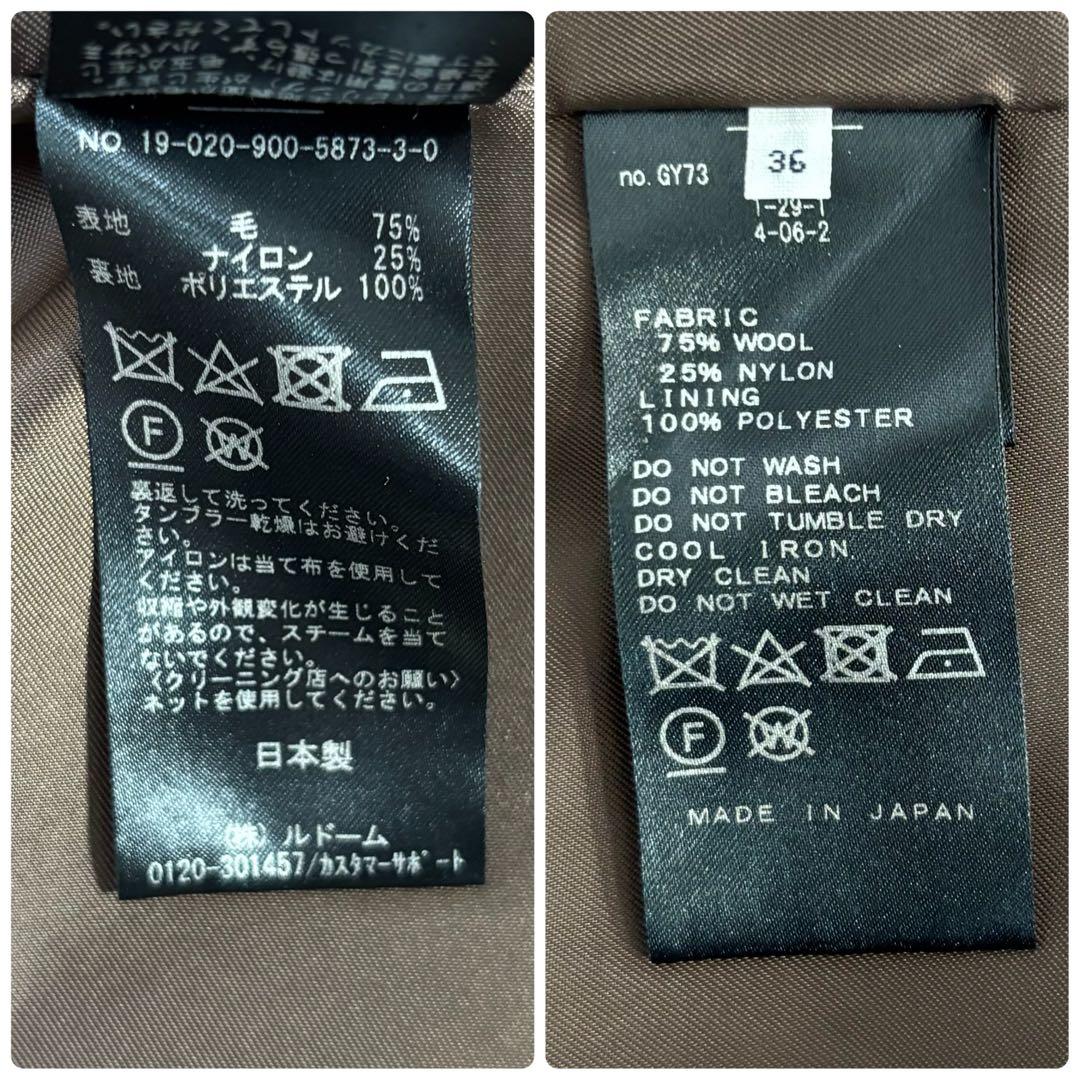 NO 19-020-900-5873-3-0
表地 毛 75%
ナイロン 25%
裏地 ポリエステル 100%
F W
裏返して洗ってください。
タンブラー乾燥はお避けくだ
さい。
アイロンは当て布を使用して
ください。
収縮や外観変化が生じること
があるので、スチームを当て
ないでください。
〈クリーニング店へのお願い〉
ネットを使用してください。
日本製
(株) ルドーム
0120-301457/カスタマーサポート
36
no. GY73
1-29-1
4-06-2
FABRIC
75% WOOL
25% NYLON
LINING
100% POLYESTER
DO NOT WASH
DO NOT BLEACH
DO NOT TUMBLE DRY
COOL IRON
DRY CLEAN
DO NOT WET CLEAN
F W
MADE IN JAPAN